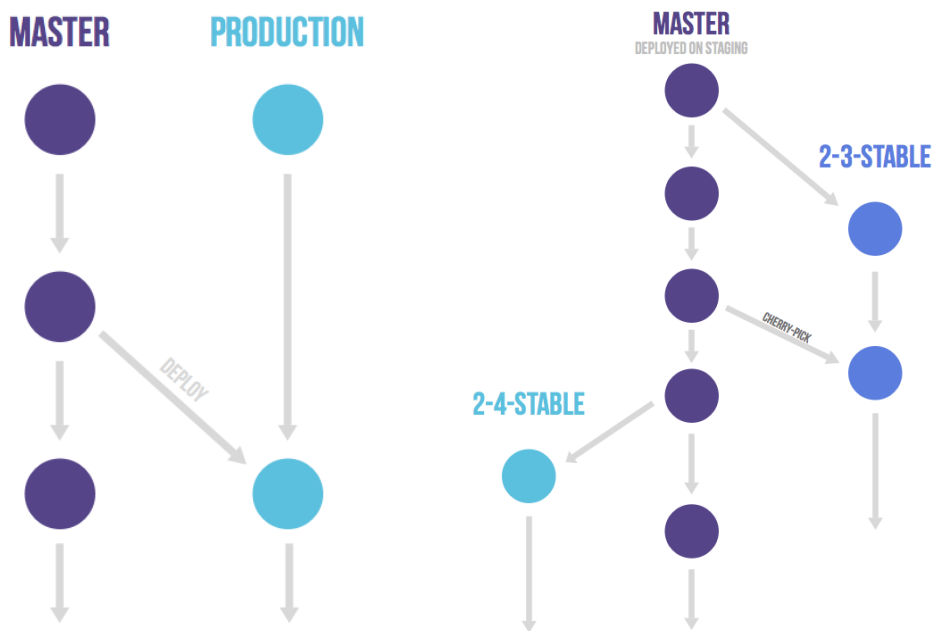 MASTER
PRODUCTION
DEPLOY
MASTER
DEPLOYED ON STAGING
2-3-STABLE
CHERRY-PICK
2-4-STABLE